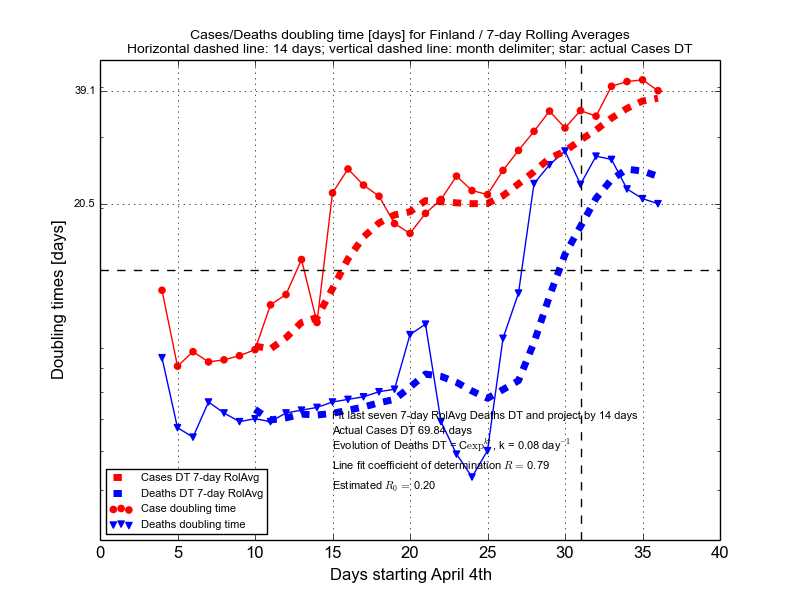 Cases/Deaths doubling time [days] for Finland / 7-day Rolling Averages
Horizontal dashed line: 14 days; vertical dashed line: month delimiter; star: actual Cases DT
39.1
20.5
Doubling times [days]
Fit last seven 7-day RolAvg Deaths DT and project by 14 days
Actual Cases DT 69.84 days
Evolution of Deaths DT = Cexp^k, k = 0.08 day^-1
Line fit coefficient of determination R = 0.79
Estimated R_0 = 0.20
Cases DT 7-day RolAvg
Deaths DT 7-day RolAvg
Case doubling time
Deaths doubling time
0 5 10 15 20 25 30 35 40
Days starting April 4th